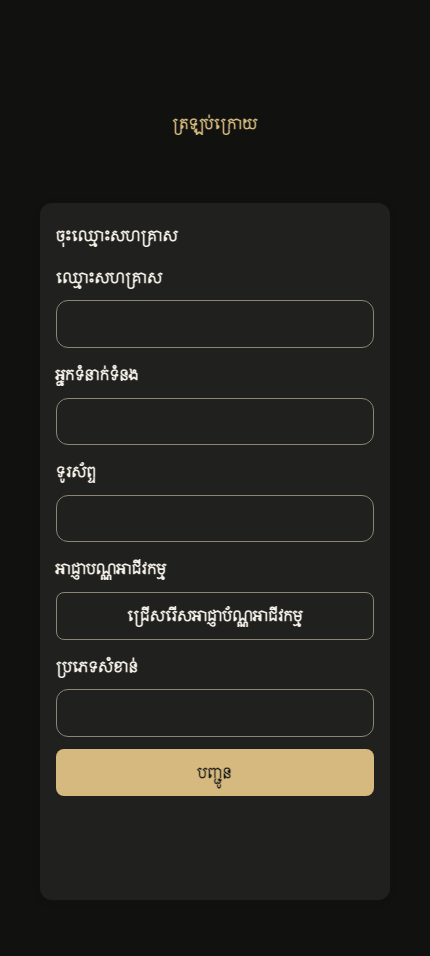 ត្រឡប់ក្រោយ
ចុះឈ្មោះសហគ្រាស
ឈ្មោះសហគ្រាស
អ្នកទំនាក់ទំនង
ទូរស័ព្ទ
អាជ្ញាបណ្ណអាជីវកម្ម
ជ្រើសរើសអាជ្ញាប័ណ្ណអាជីវកម្ម
ប្រភេទសំខាន់
បញ្ជូន